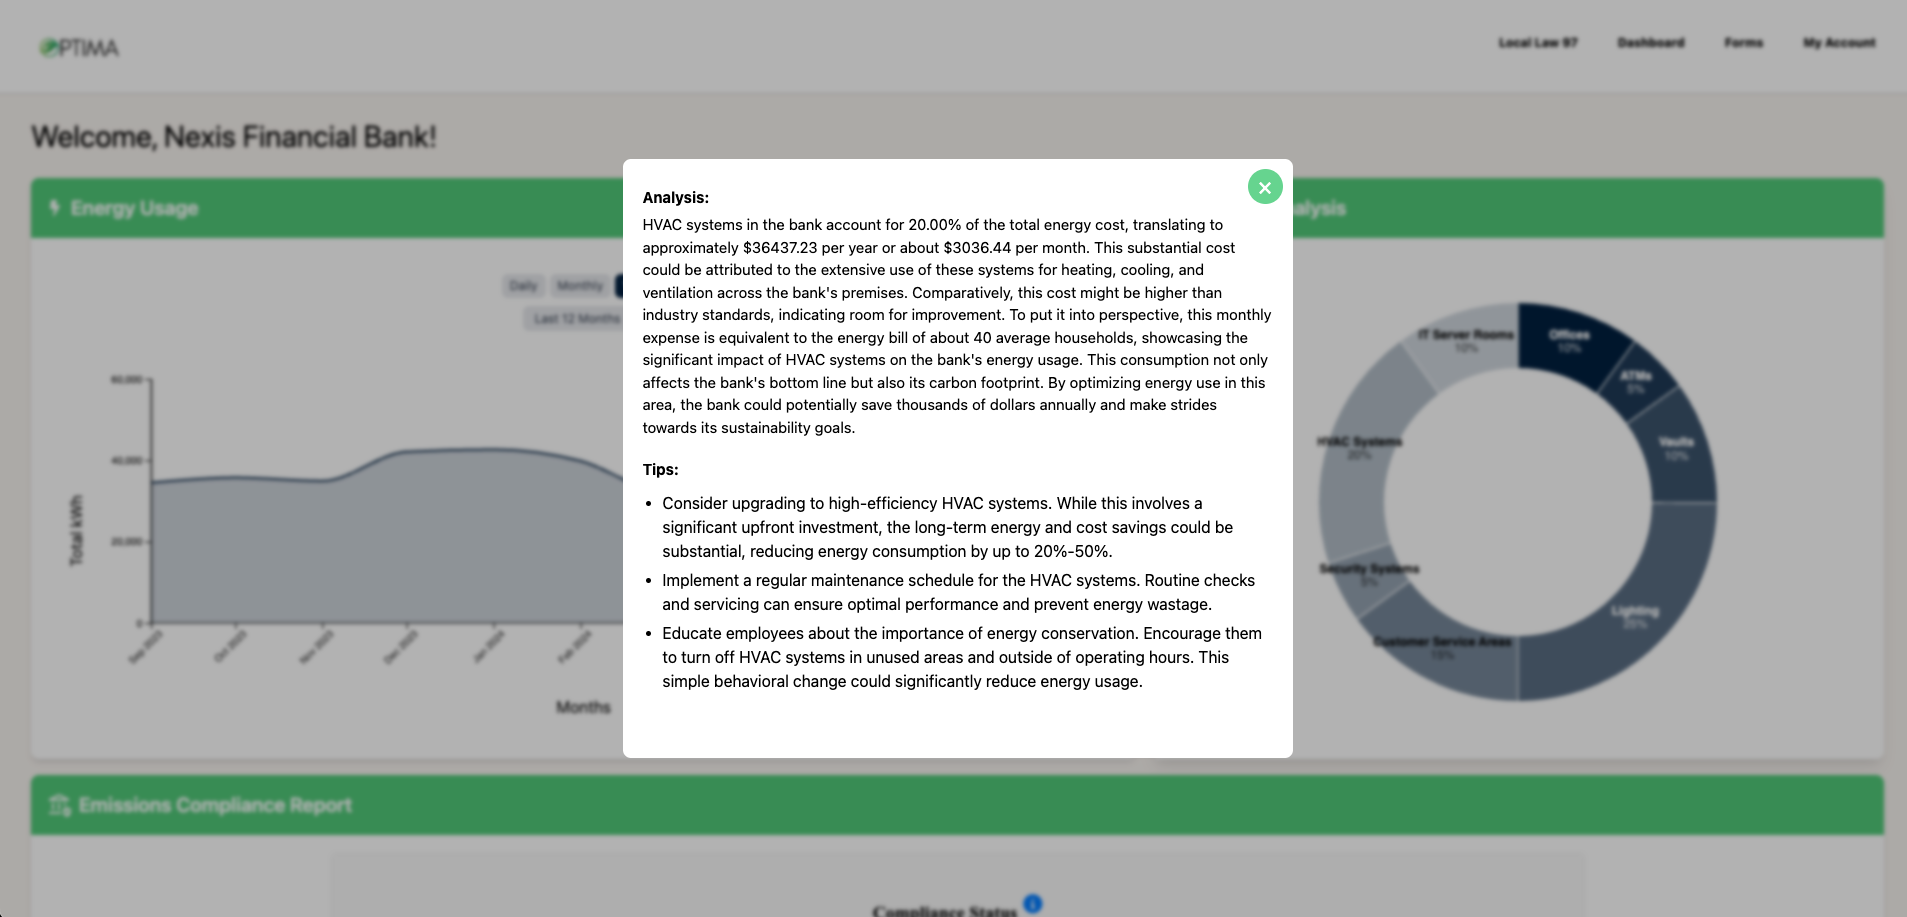 OPTIMA
Local Law 97
Dashboard
Forms
My Account
Welcome, Nexis Financial Bank!
Energy Usage
alysis
Daily
Monthly
Last 12 Months
60,000
40,000
20,000
0
Total kWh
Sep 2023
Oct 2023
Nov 2023
Dec 2023
Jan 2024
Feb 2024
Months
Analysis:
HVAC systems in the bank account for 20.00% of the total energy cost, translating to
approximately $36437.23 per year or about $3036.44 per month. This substantial cost
could be attributed to the extensive use of these systems for heating, cooling, and
ventilation across the bank's premises. Comparatively, this cost might be higher than
industry standards, indicating room for improvement. To put it into perspective, this monthly
expense is equivalent to the energy bill of about 40 average households, showcasing the
significant impact of HVAC systems on the bank's energy usage. This consumption not only
affects the bank's bottom line but also its carbon footprint. By optimizing energy use in this
area, the bank could potentially save thousands of dollars annually and make strides
towards its sustainability goals.
Tips:
• Consider upgrading to high-efficiency HVAC systems. While this involves a
significant upfront investment, the long-term energy and cost savings could be
substantial, reducing energy consumption by up to 20%-50%.
• Implement a regular maintenance schedule for the HVAC systems. Routine checks
and servicing can ensure optimal performance and prevent energy wastage.
• Educate employees about the importance of energy conservation. Encourage them
to turn off HVAC systems in unused areas and outside of operating hours. This
simple behavioral change could significantly reduce energy usage.
IT Server Rooms
10%
Offices
10%
ATMs
5%
Vaults
10%
HVAC Systems
20%
Security Systems
5%
Lighting
25%
Customer Service Areas
15%
Emissions Compliance Report
Compliance Status